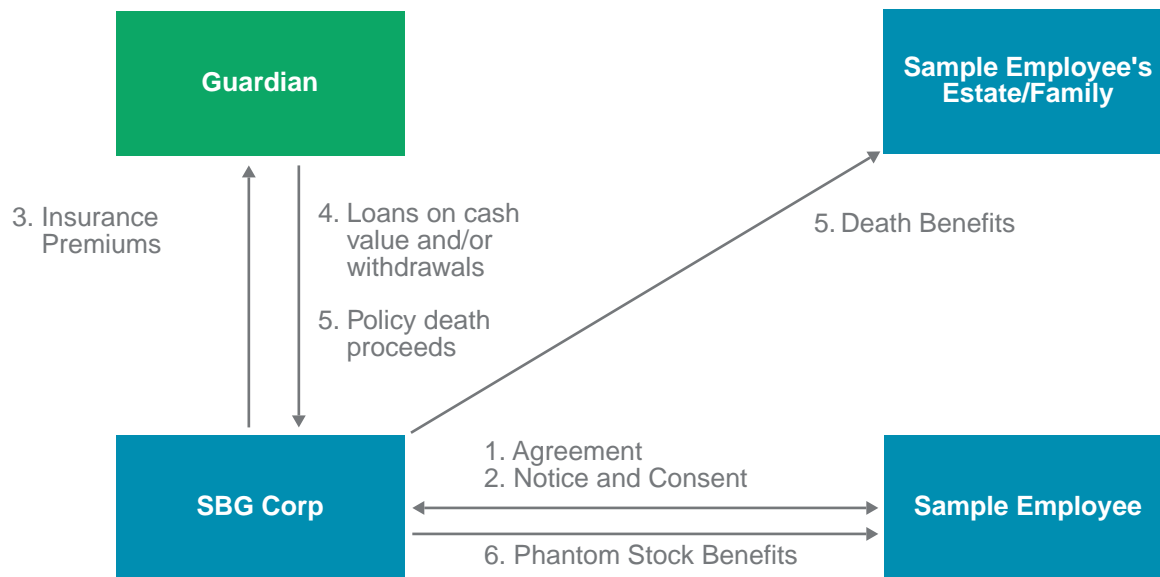 Guardian
Sample Employee's
Estate/Family
3. Insurance
Premiums
4. Loans on cash
value and/or
withdrawals
5. Policy death
proceeds
5. Death Benefits
SBG Corp
1. Agreement
2. Notice and Consent
6. Phantom Stock Benefits
Sample Employee